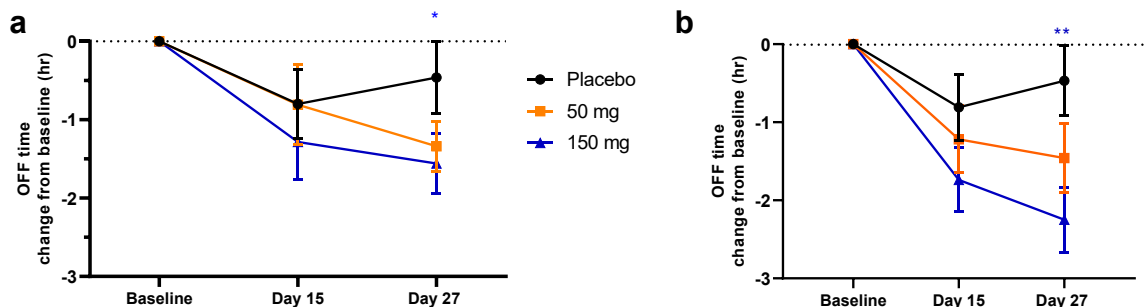 a
*
0
-1
-2
-3
OFF time
change from baseline (hr)
Baseline Day 15 Day 27
Placebo
50 mg
150 mg
b
**
0
-1
-2
-3
OFF time
change from baseline (hr)
Baseline Day 15 Day 27